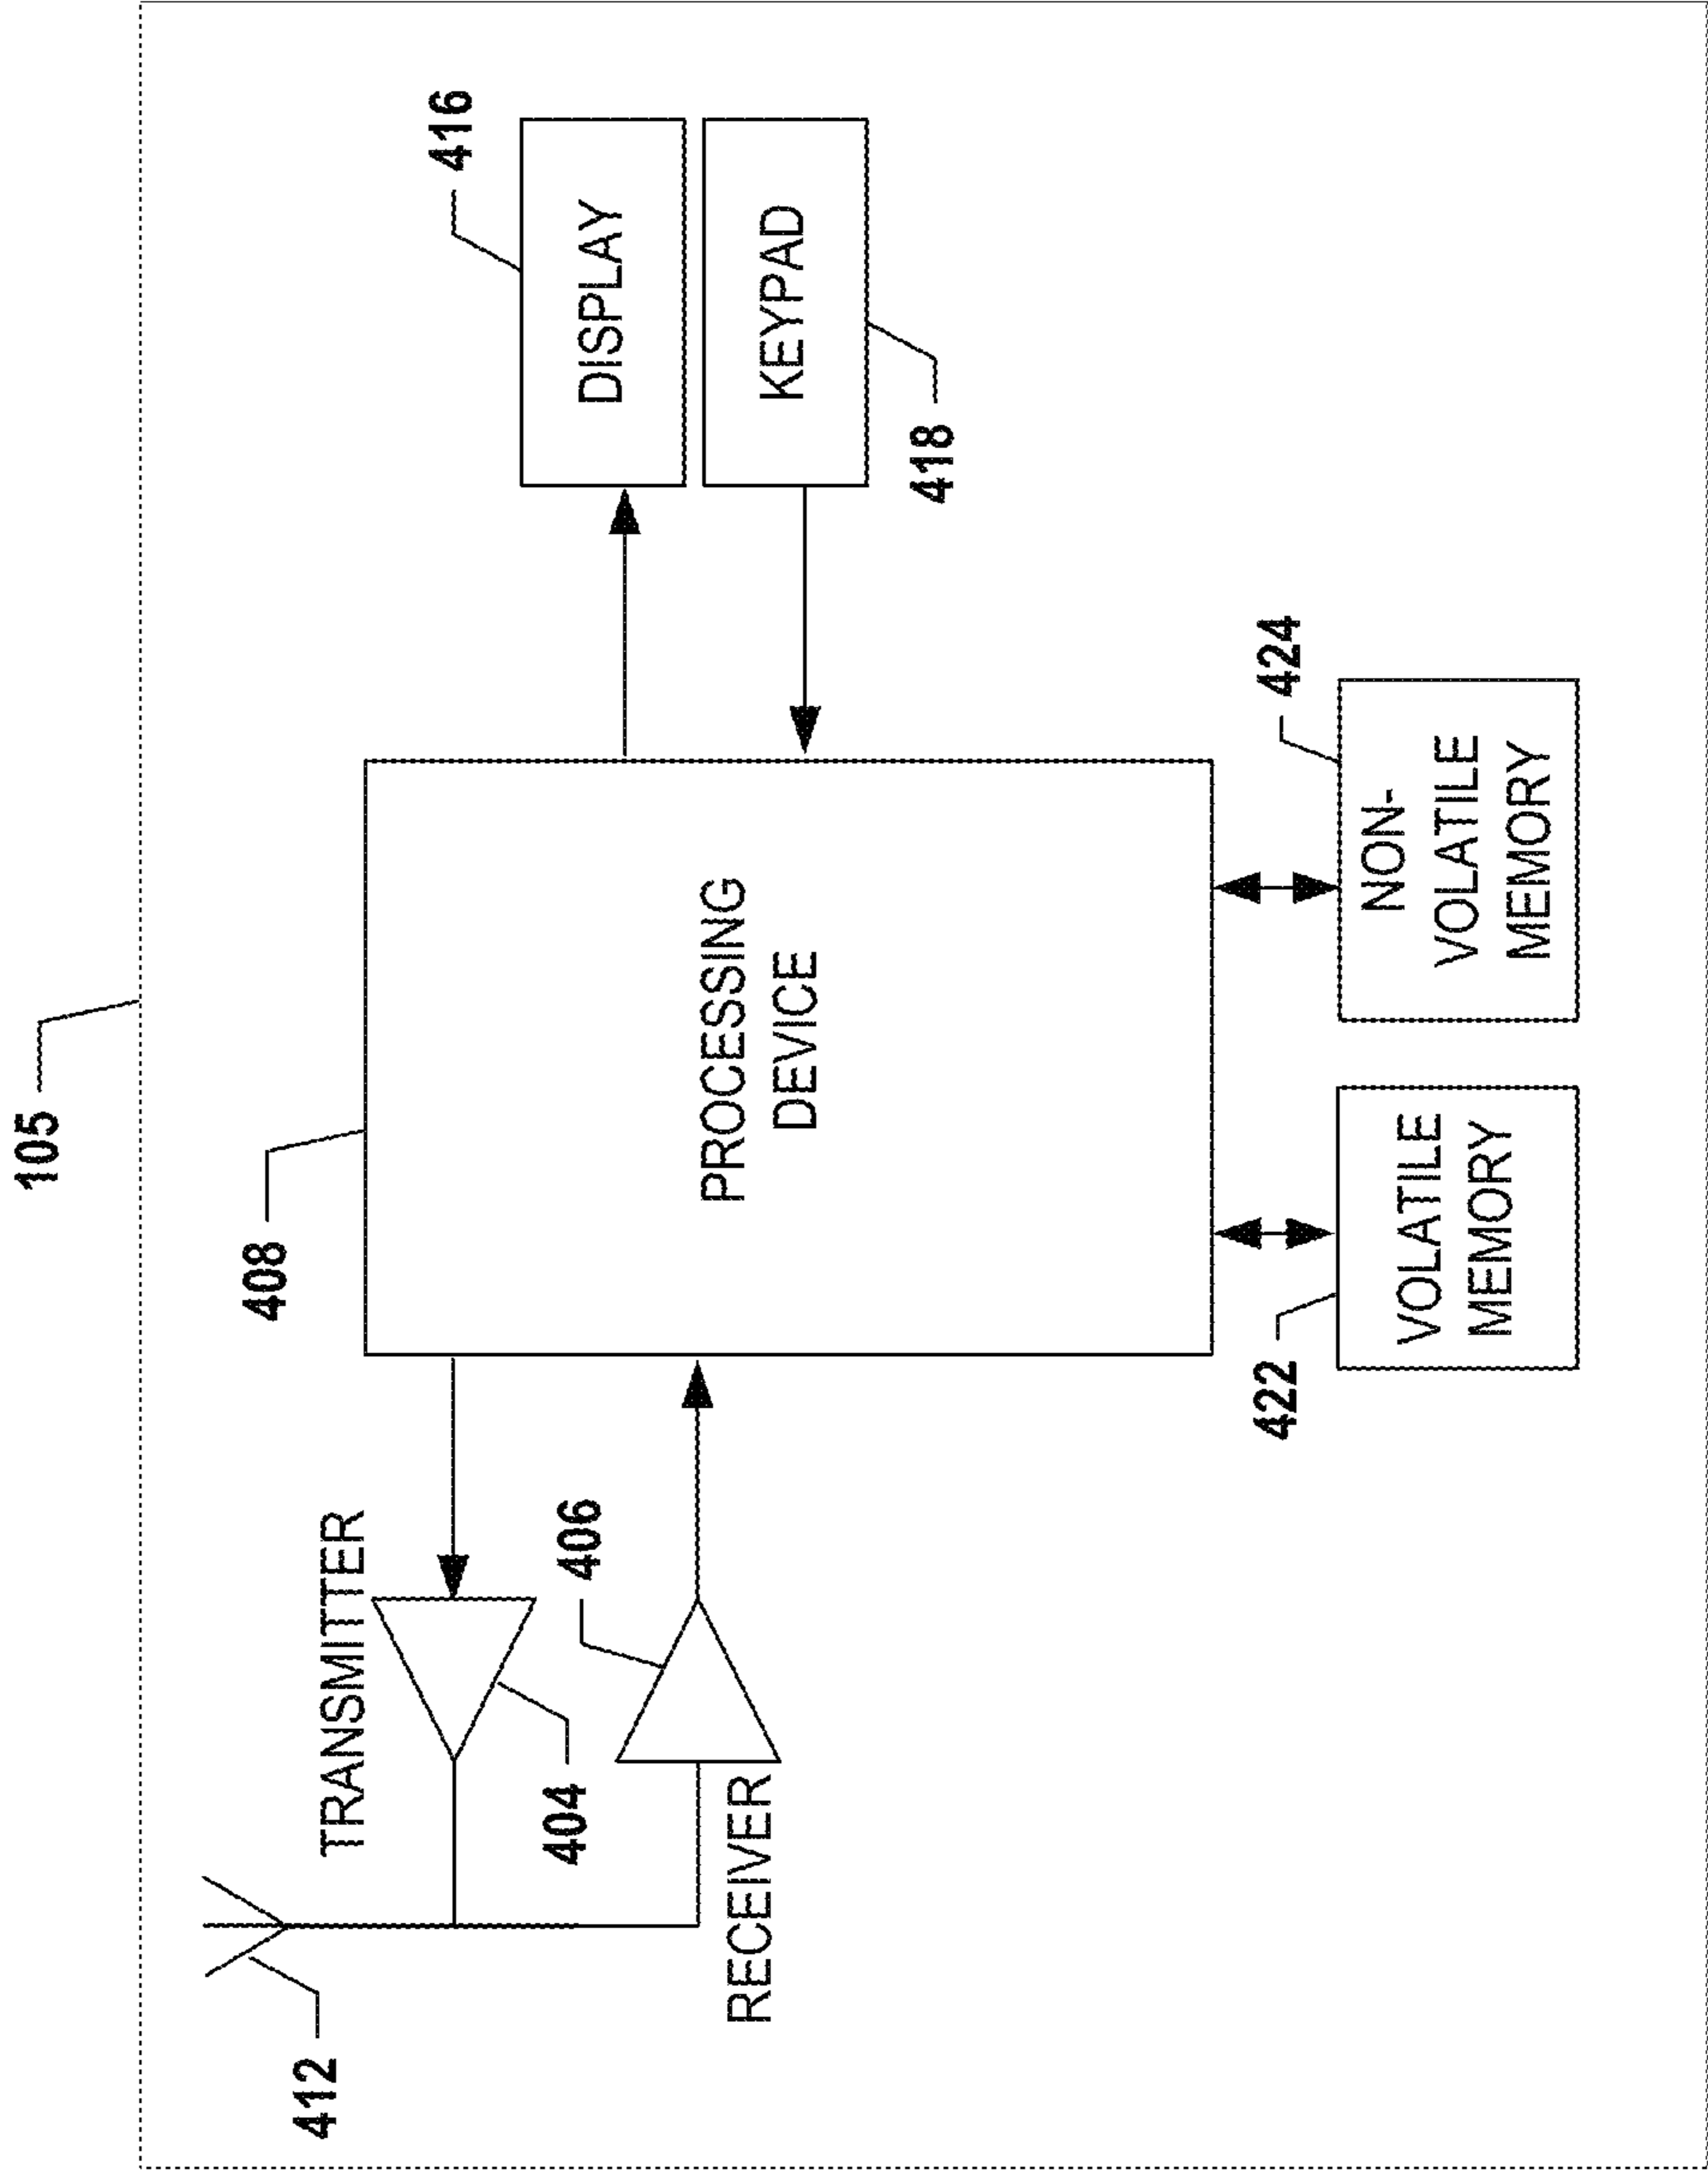 105
408
PROCESSING
DEVICE
412
TRANSMITTER
404
406
RECEIVER
416
DISPLAY
KEYPAD
418
422
VOLATILE
MEMORY
424
NON-
VOLATILE
MEMORY